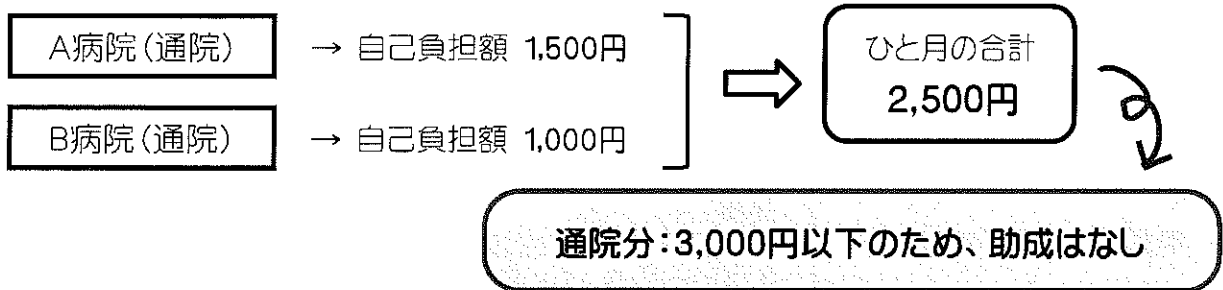 A病院(通院) → 自己負担額 1,500円
B病院(通院) → 自己負担額 1,000円
ひと月の合計
2,500円
通院分:3,000円以下のため、助成はなし